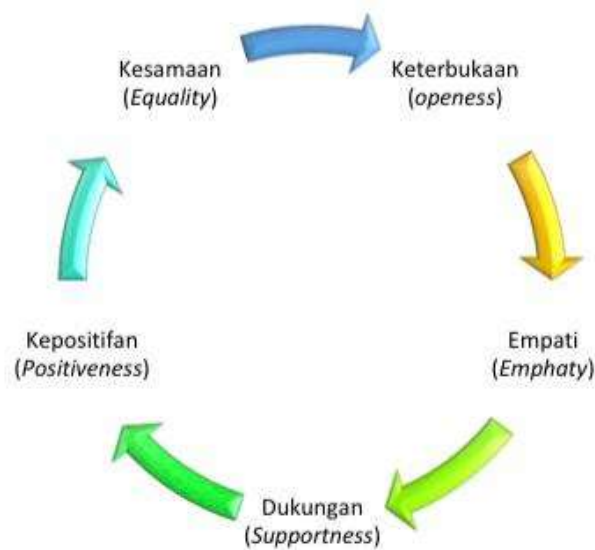 Kesamaan
(Equality)
Keterbukaan
(openess)
Empati
(Emphaty)
Dukungan
(Supportness)
Kepositifan
(Positiveness)